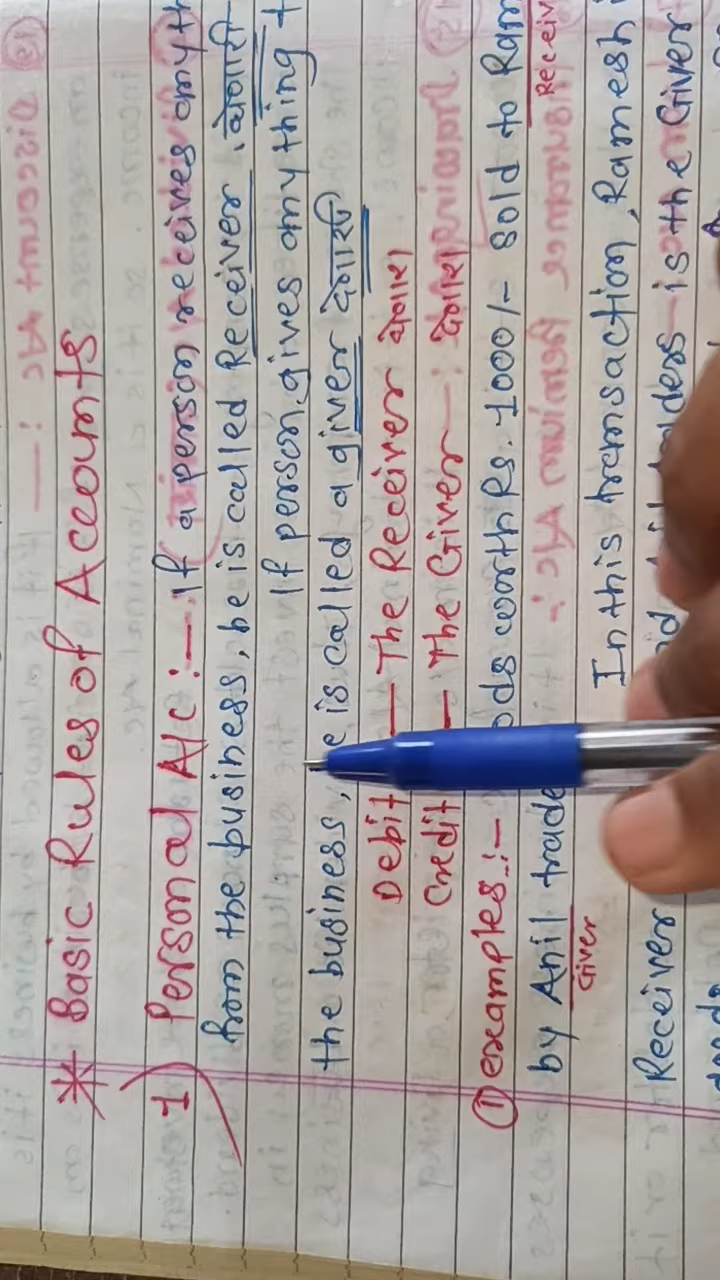 * Basic Rules of Accounts
1) Personal A/c :— If a person receives anyth
from the business, he is called Receiver. घेणारा
If person gives anything t
the business, e is called a giver देणारा
Debit — The Receiver घेणारा
Credit — The Giver —: देणारा
① examples :— ods worth Rs. 1000/- sold to Ram
Receiv
by Anil trade
Giver
In this transaction, Ramesh i
Receiver is the Giver